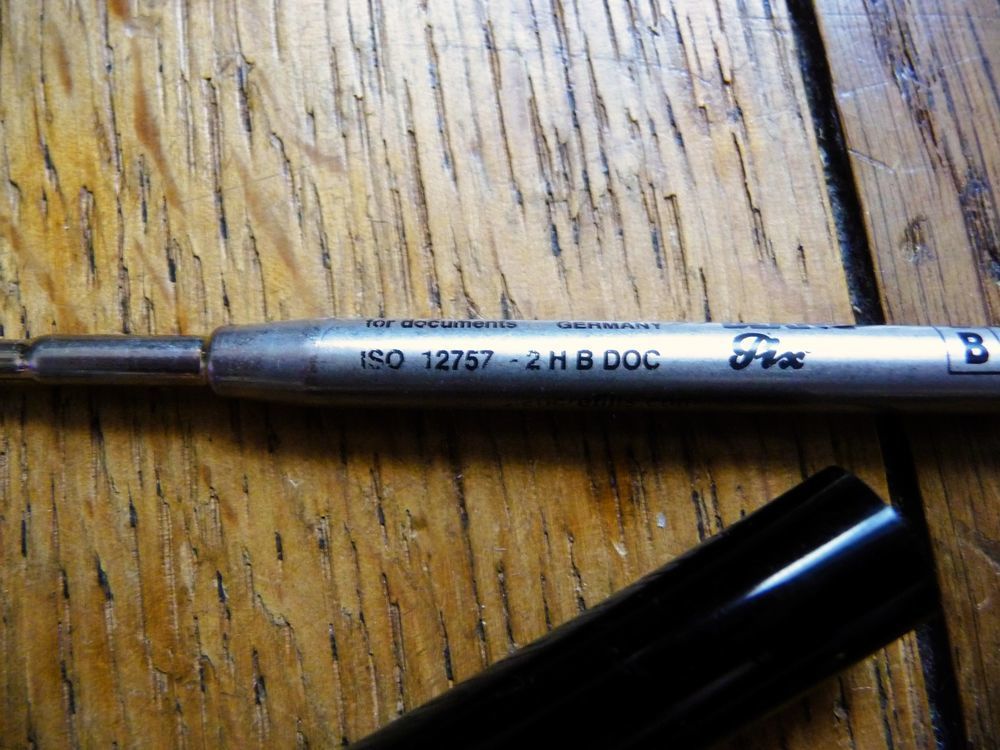 for documents GERMANY
ISO 12757 - 2 H B DOC Fix B